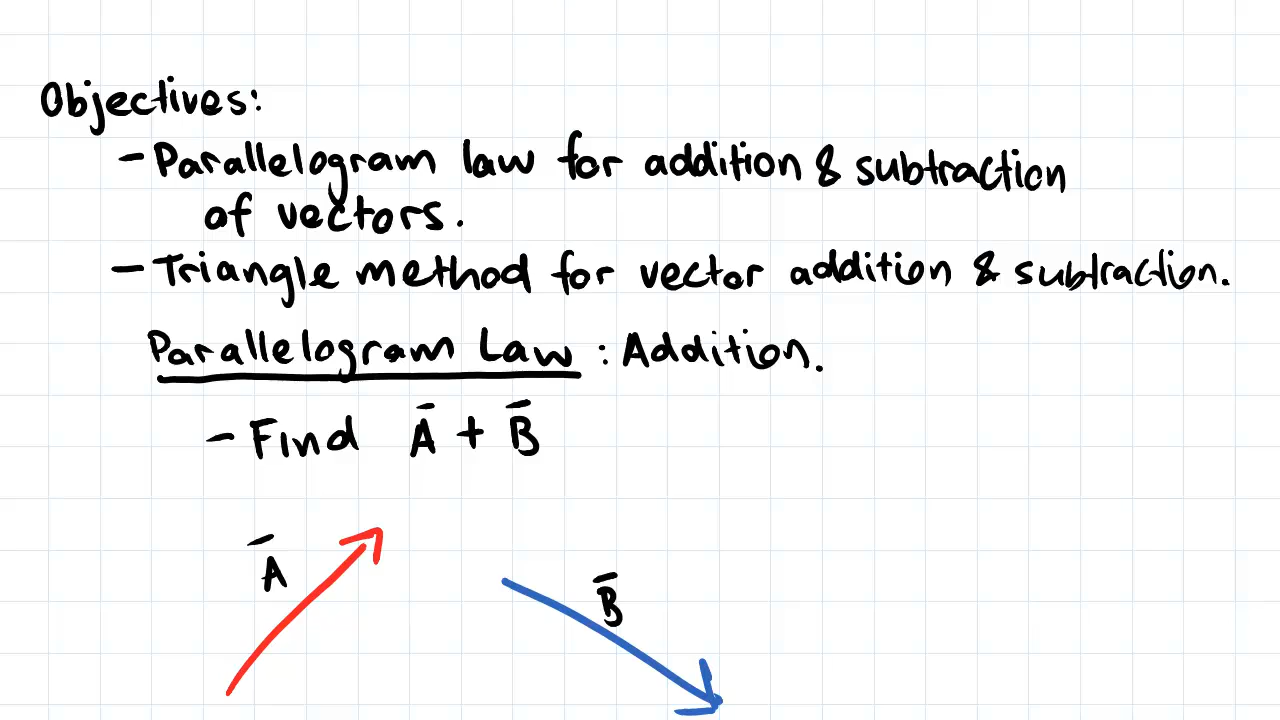 Objectives:
- Parallelogram law for addition & subtraction
of vectors.
- Triangle method for vector addition & subtraction.
Parallelogram Law : Addition.
- Find A̅ + B̅
A̅
B̅